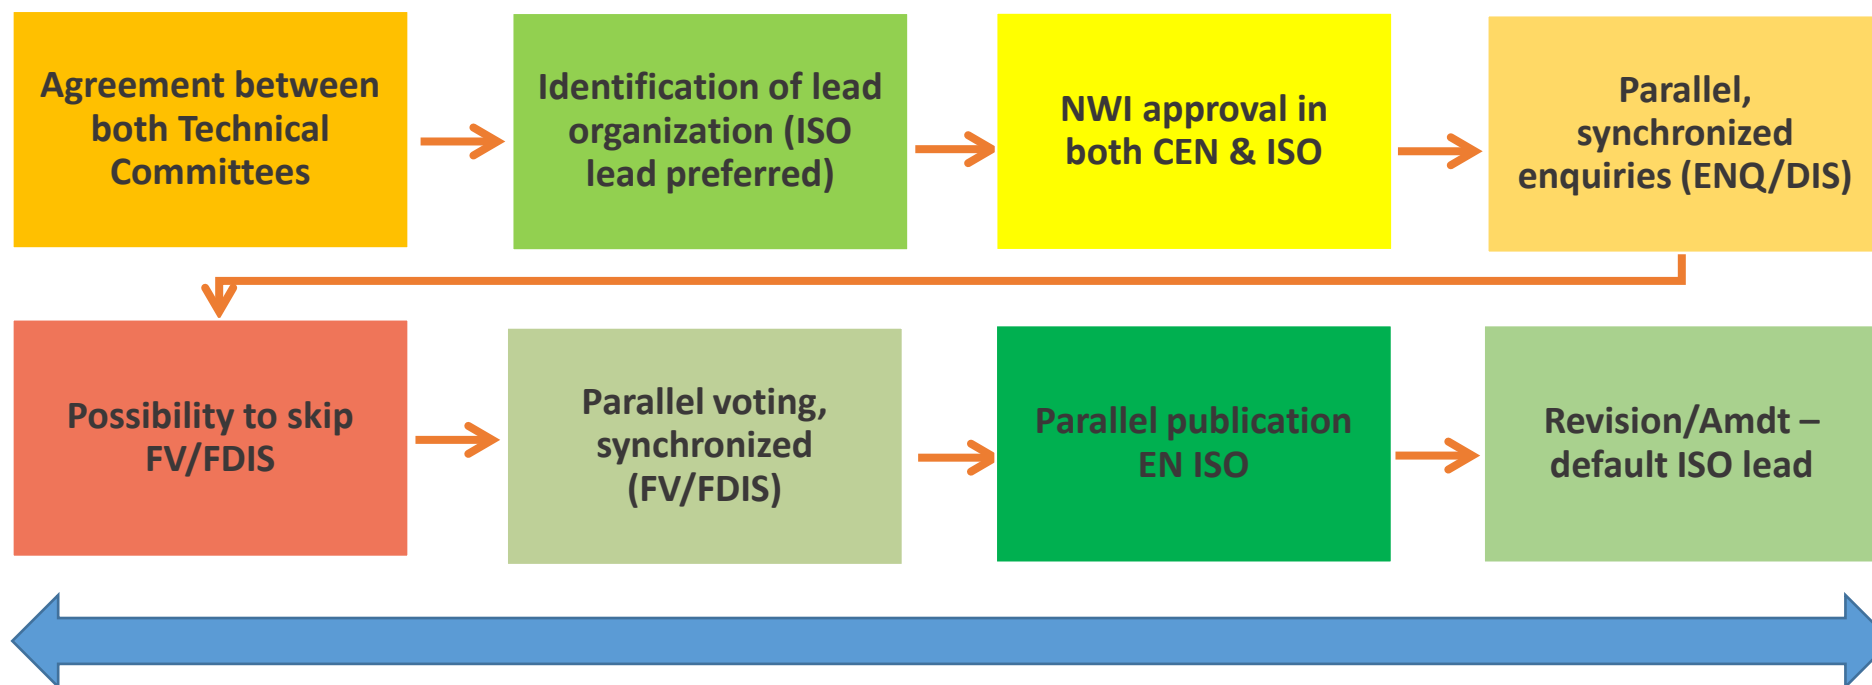 Agreement between
both Technical
Committees
Identification of lead
organization (ISO
lead preferred)
NWI approval in
both CEN & ISO
Parallel,
synchronized
enquiries (ENQ/DIS)
Possibility to skip
FV/FDIS
Parallel voting,
synchronized
(FV/FDIS)
Parallel publication
EN ISO
Revision/Amdt –
default ISO lead